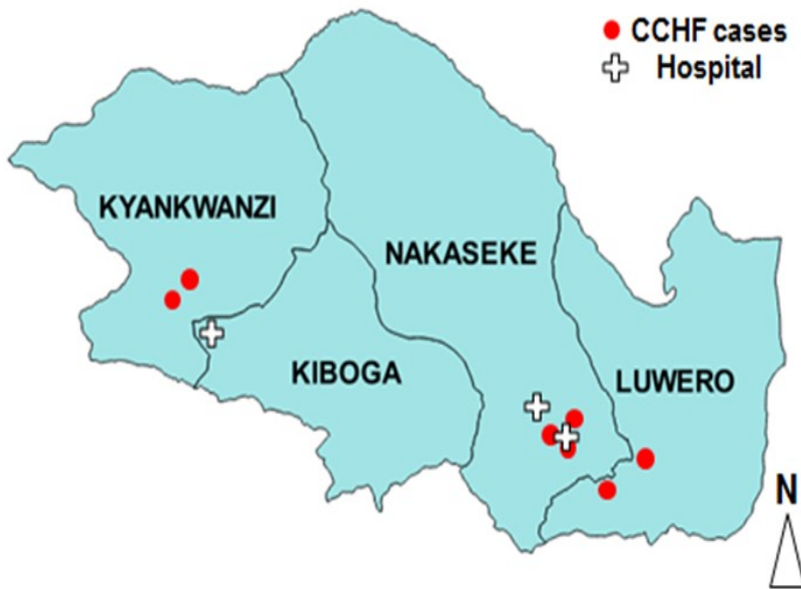 CCHF cases
Hospital
KYANKWANZI
NAKASEKE
KIBOGA
LUWERO
N